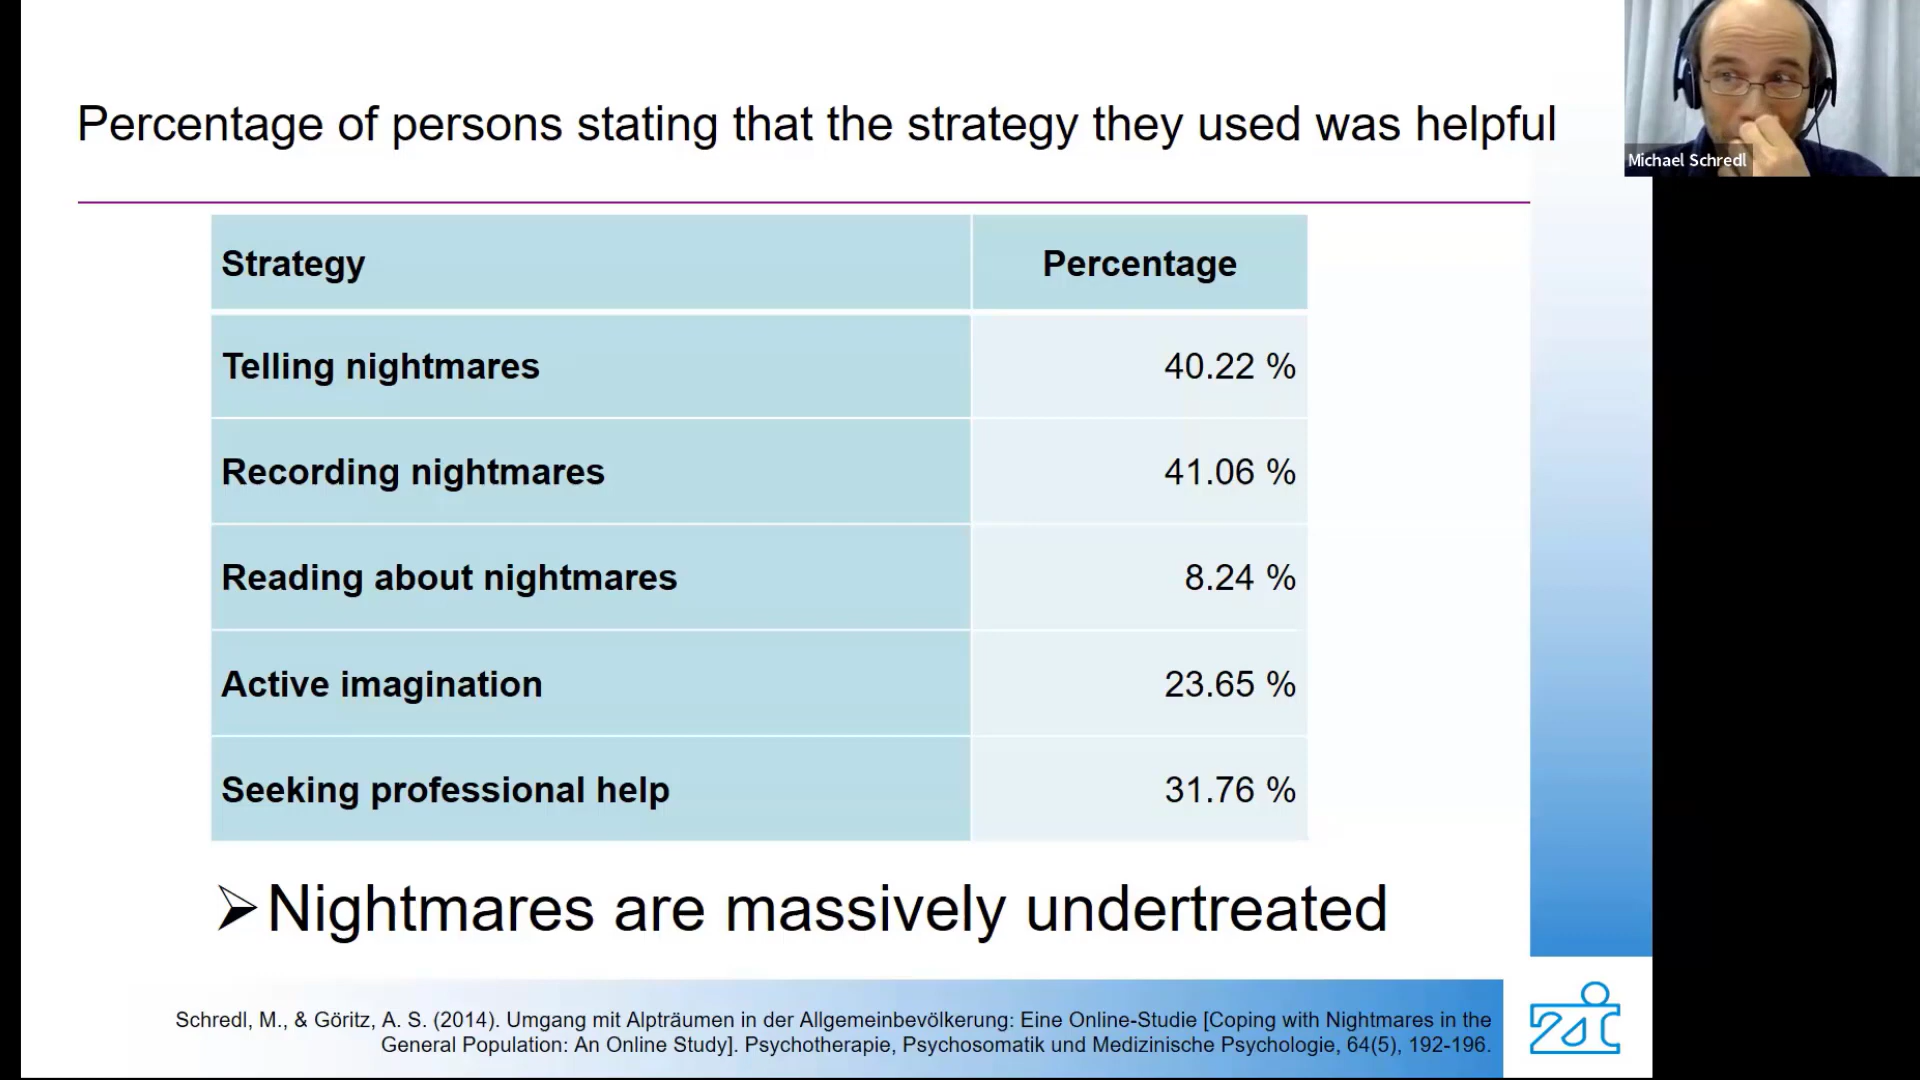 Percentage of persons stating that the strategy they used was helpful
Michael Schredl
Strategy Percentage
Telling nightmares 40.22 %
Recording nightmares 41.06 %
Reading about nightmares 8.24 %
Active imagination 23.65 %
Seeking professional help 31.76 %
➢Nightmares are massively undertreated
Schredl, M., & Göritz, A. S. (2014). Umgang mit Alpträumen in der Allgemeinbevölkerung: Eine Online-Studie [Coping with Nightmares in the
General Population: An Online Study]. Psychotherapie, Psychosomatik und Medizinische Psychologie, 64(5), 192-196.